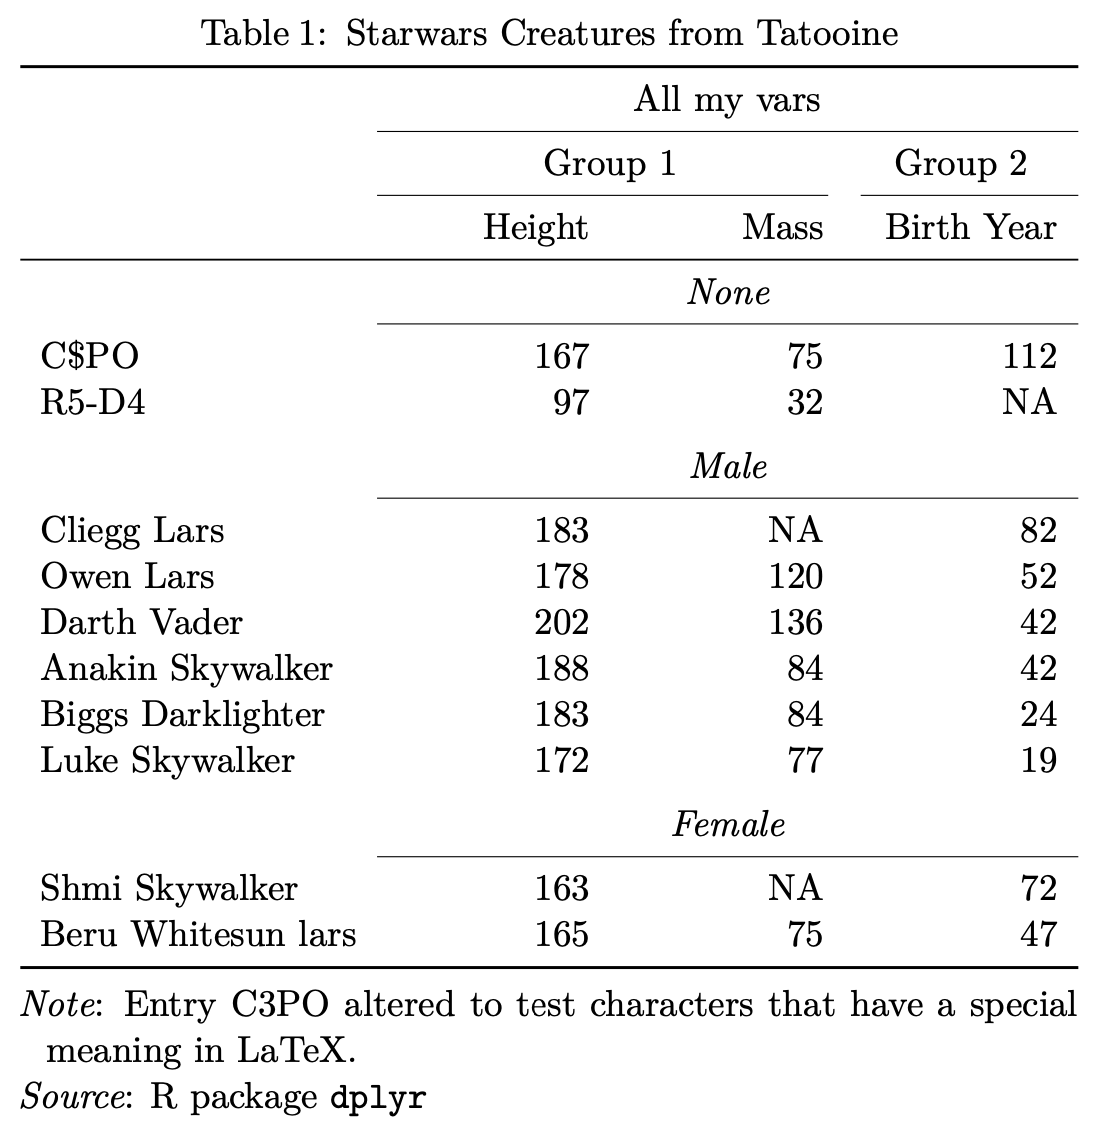 Table 1: Starwars Creatures from Tatooine
All my vars
Group 1 Group 2
Height Mass Birth Year
None
C$PO 167 75 112
R5-D4 97 32 NA
Male
Cliegg Lars 183 NA 82
Owen Lars 178 120 52
Darth Vader 202 136 42
Anakin Skywalker 188 84 42
Biggs Darklighter 183 84 24
Luke Skywalker 172 77 19
Female
Shmi Skywalker 163 NA 72
Beru Whitesun lars 165 75 47
Note: Entry C3PO altered to test characters that have a special
meaning in LaTeX.
Source: R package dplyr